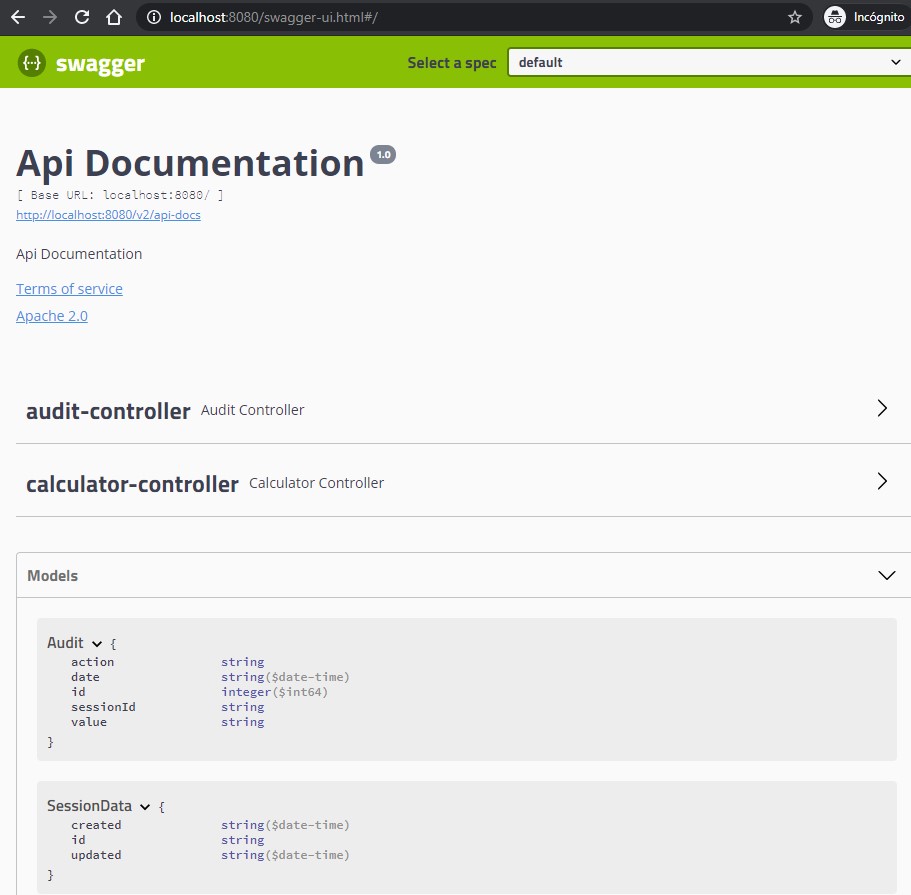 localhost:8080/swagger-ui.html#/
Incógnito
{··} swagger
Select a spec
default
Api Documentation 1.0
[ Base URL: localhost:8080/ ]
http://localhost:8080/v2/api-docs
Api Documentation
Terms of service
Apache 2.0
audit-controller Audit Controller
calculator-controller Calculator Controller
Models
Audit {
action string
date string($date-time)
id integer($int64)
sessionId string
value string
}
SessionData {
created string($date-time)
id string
updated string($date-time)
}